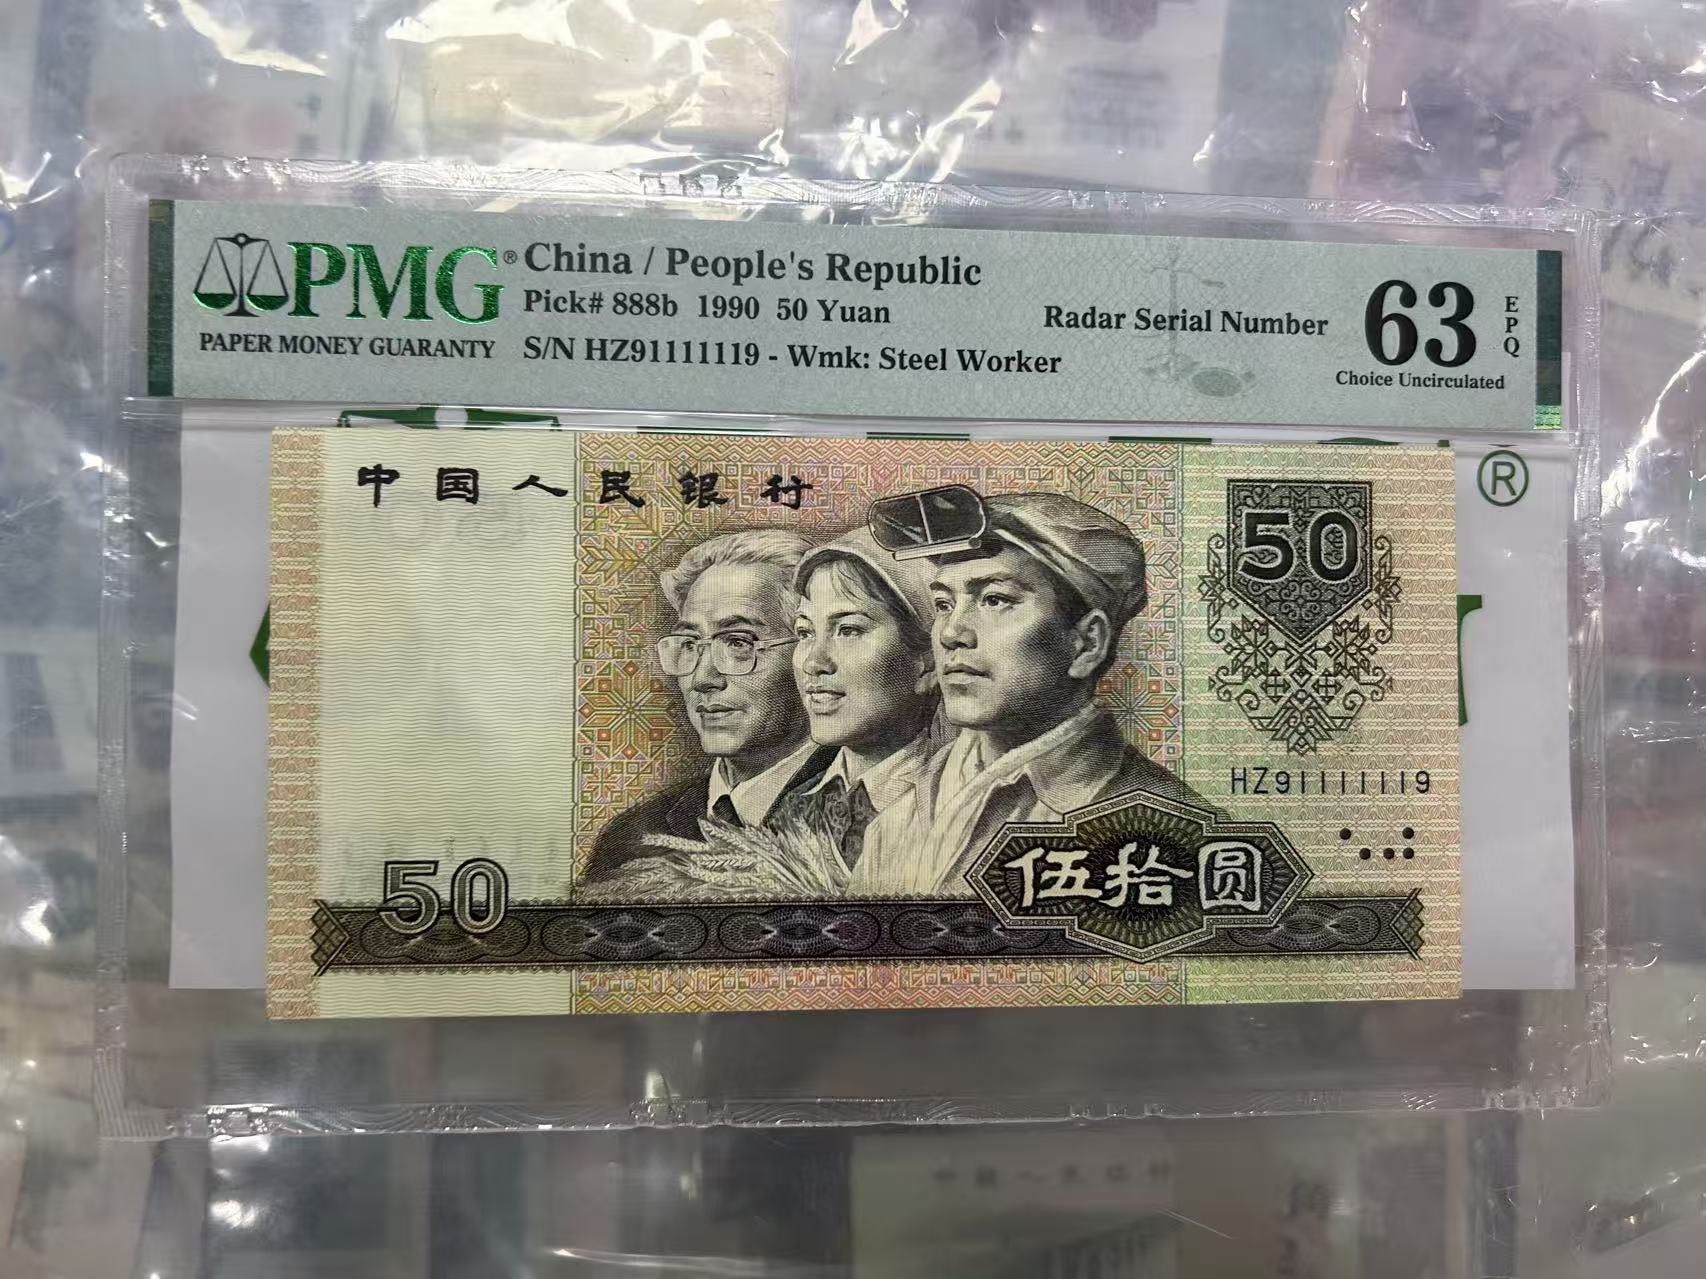 PMG® China / People's Republic
Pick# 888b 1990 50 Yuan
Radar Serial Number
63 EPQ
PAPER MONEY GUARANTY
S/N HZ91111119 - Wmk: Steel Worker
Choice Uncirculated
®
中国人民银行
50
HZ91111119
50
伍拾圆